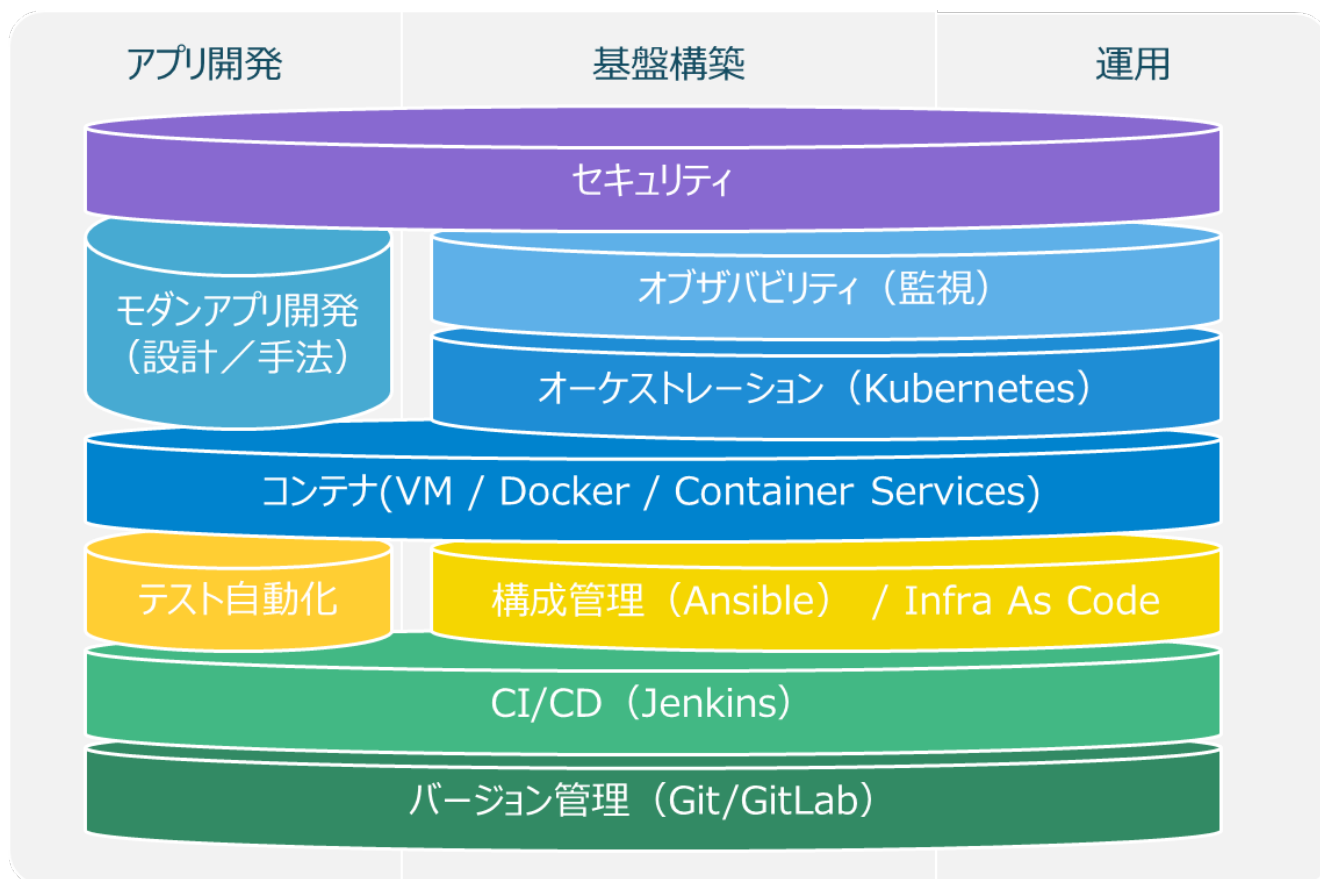 アプリ開発
基盤構築
運用
セキュリティ
モダンアプリ開発
（設計／手法）
オブザバビリティ（監視）
オーケストレーション（Kubernetes）
コンテナ(VM / Docker / Container Services)
テスト自動化
構成管理（Ansible） / Infra As Code
CI/CD（Jenkins）
バージョン管理（Git/GitLab）